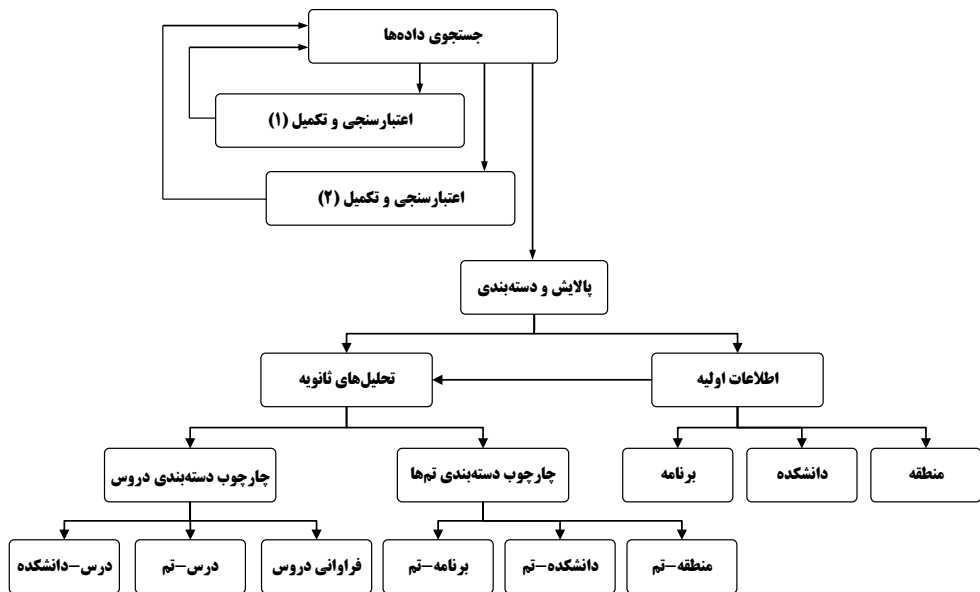 جستجوی داده‌ها
اعتبارسنجی و تکمیل (۱)
اعتبارسنجی و تکمیل (۲)
پالایش و دسته‌بندی
اطلاعات اولیه
تحلیل‌های ثانویه
منطقه
دانشکده
برنامه
چارچوب دسته‌بندی تم‌ها
چارچوب دسته‌بندی دروس
منطقه-تم
دانشکده-تم
برنامه-تم
فراوانی دروس
درس-تم
درس-دانشکده